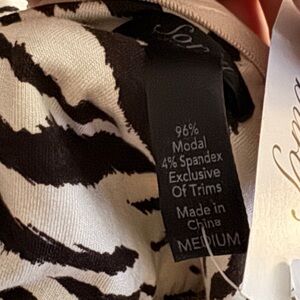 96%
Modal
4% Spandex
Exclusive
Of Trims
Made in
China
MEDIUM